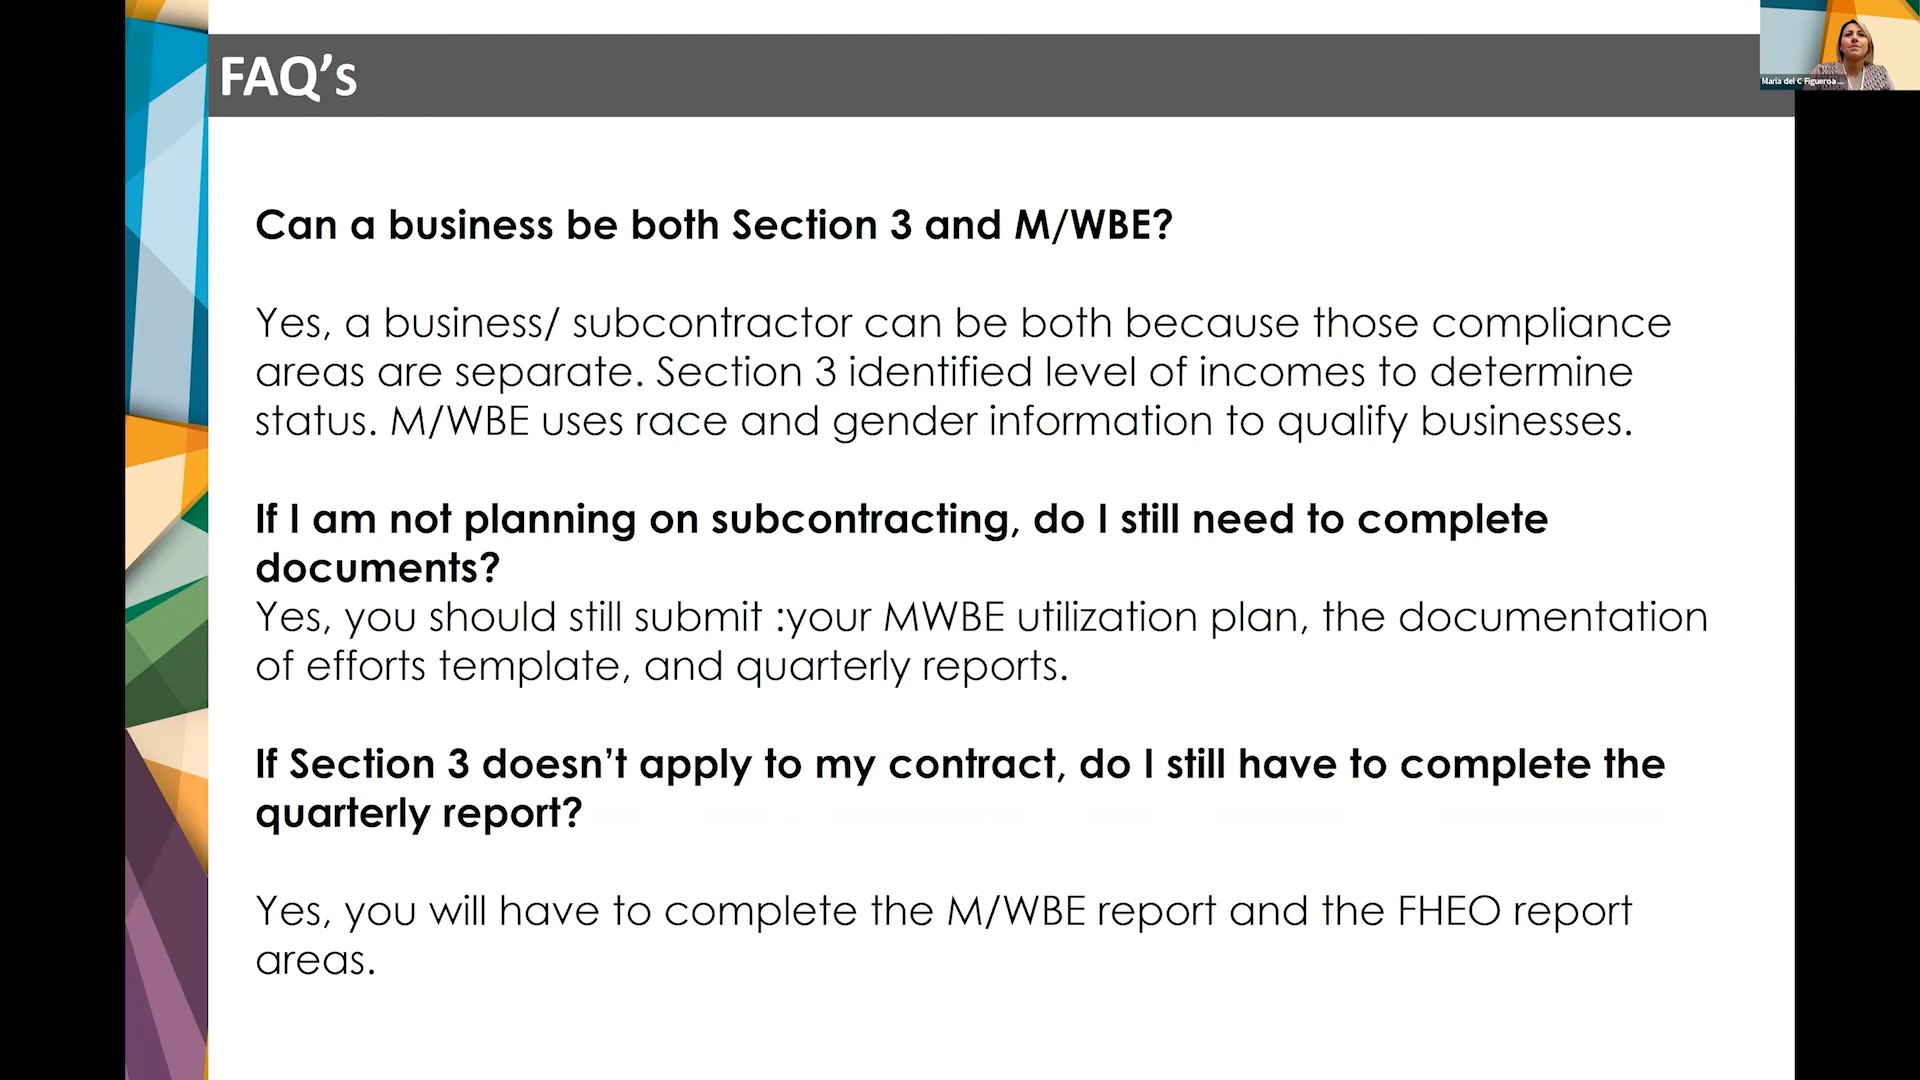 FAQ’s
Maria del C Figueroa ...
Can a business be both Section 3 and M/WBE?
Yes, a business/ subcontractor can be both because those compliance
areas are separate. Section 3 identified level of incomes to determine
status. M/WBE uses race and gender information to qualify businesses.
If I am not planning on subcontracting, do I still need to complete
documents?
Yes, you should still submit :your MWBE utilization plan, the documentation
of efforts template, and quarterly reports.
If Section 3 doesn’t apply to my contract, do I still have to complete the
quarterly report?
Yes, you will have to complete the M/WBE report and the FHEO report
areas.